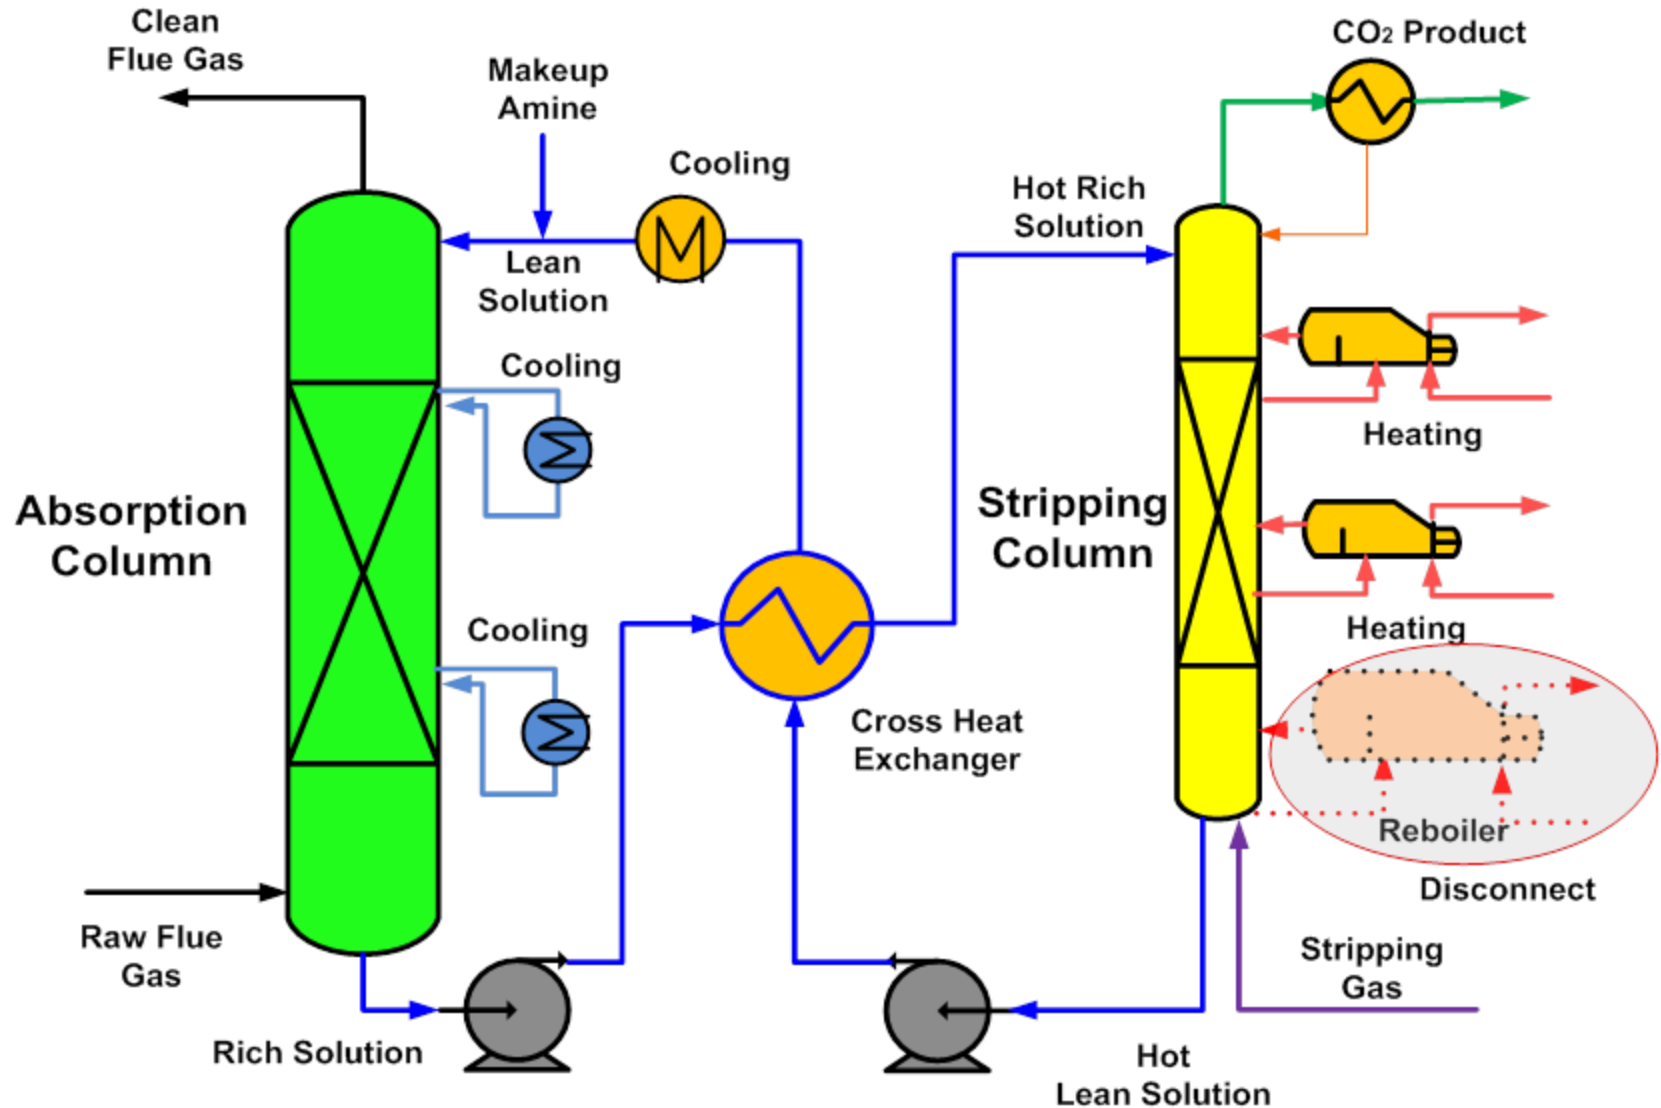 Clean
Flue Gas
Makeup
Amine
Cooling
Lean
Solution
Cooling
Cooling
Absorption
Column
Raw Flue
Gas
Rich Solution
Cross Heat
Exchanger
CO₂ Product
Hot Rich
Solution
Heating
Stripping
Column
Heating
Reboiler
Disconnect
Stripping
Gas
Hot
Lean Solution